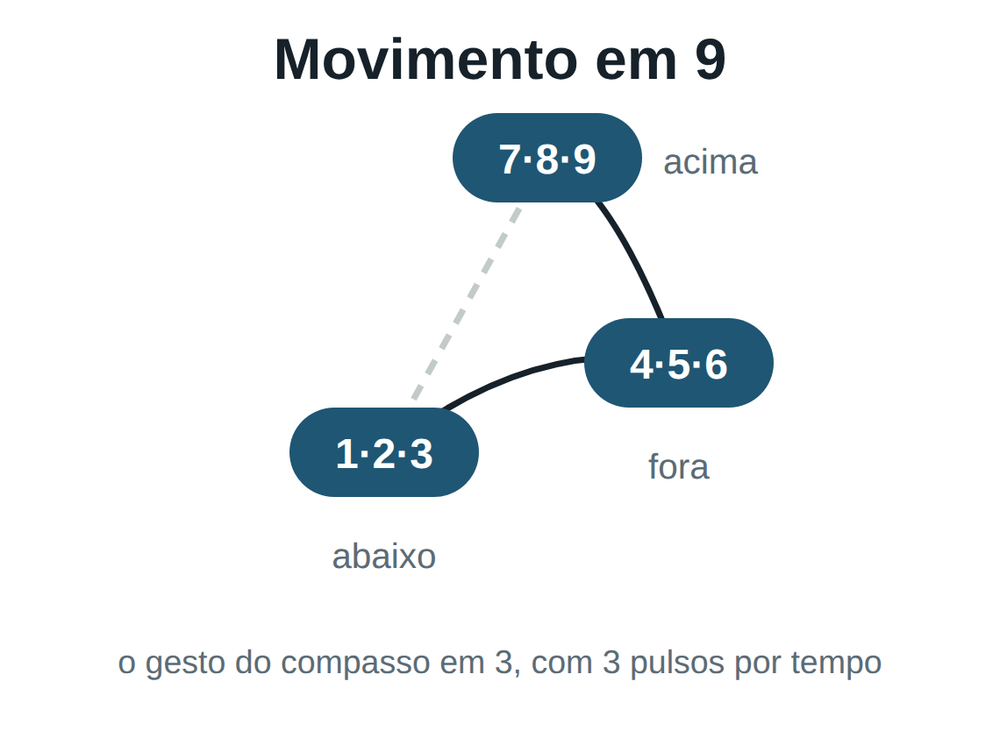 Movimento em 9
7·8·9
acima
4·5·6
fora
1·2·3
abaixo
o gesto do compasso em 3, com 3 pulsos por tempo